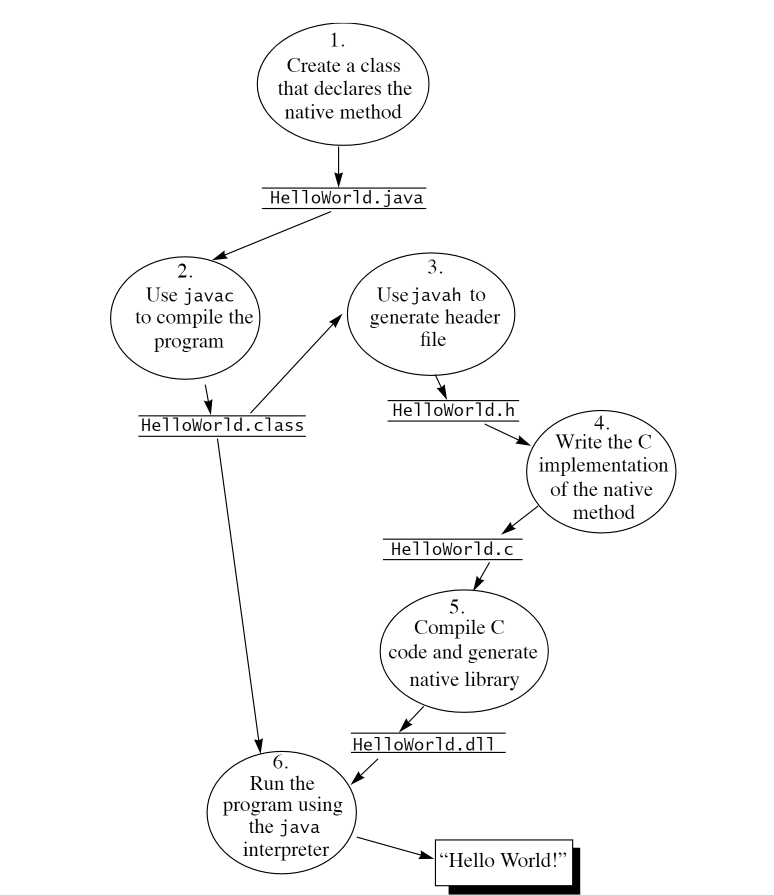 1.
Create a class
that declares the
native method
HelloWorld.java
2.
Use javac
to compile the
program
3.
Use javah to
generate header
file
HelloWorld.class
HelloWorld.h
4.
Write the C
implementation
of the native
method
HelloWorld.c
5.
Compile C
code and generate
native library
HelloWorld.dll
6.
Run the
program using
the java
interpreter
“Hello World!”